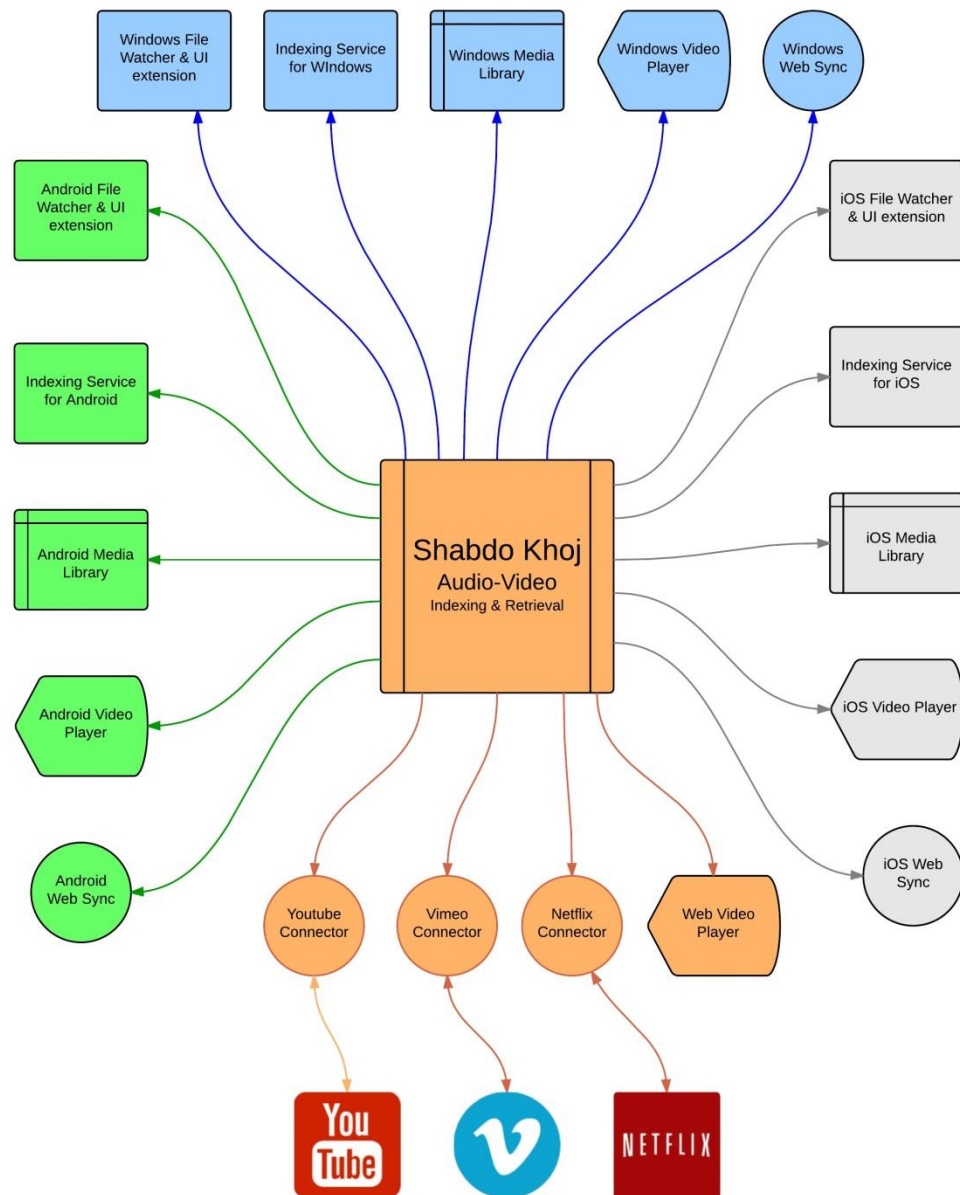 Windows File
Watcher & UI
extension
Indexing Service
for WIndows
Windows Media
Library
Windows Video
Player
Windows
Web Sync
Android File
Watcher & UI
extension
iOS File Watcher
& UI extension
Indexing Service
for Android
Indexing Service
for iOS
Shabdo Khoj
Audio-Video
Indexing & Retrieval
Android Media
Library
iOS Media
Library
Android Video
Player
iOS Video Player
Android
Web Sync
iOS Web
Sync
Youtube
Connector
Vimeo
Connector
Netflix
Connector
Web Video
Player
You
Tube
v
NETFLIX